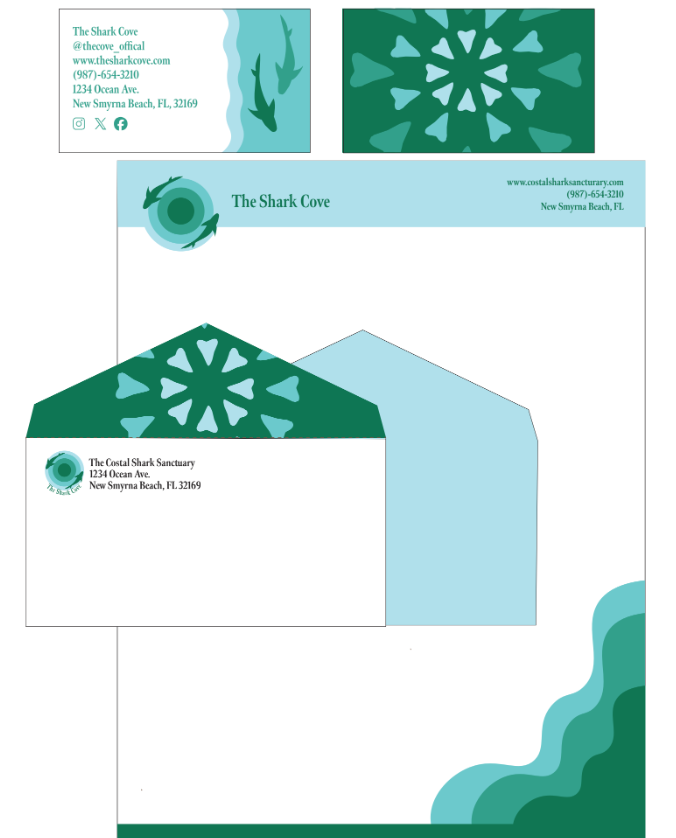 The Shark Cove
@thecove_offical
www.thesharkcove.com
(987)-654-3210
1234 Ocean Ave.
New Smyrna Beach, FL, 32169
The Shark Cove
www.costalsharksancturary.com
(987)-654-3210
New Smyrna Beach, FL
The Costal Shark Sanctuary
1234 Ocean Ave.
New Smyrna Beach, FL 32169
The Shark Cove